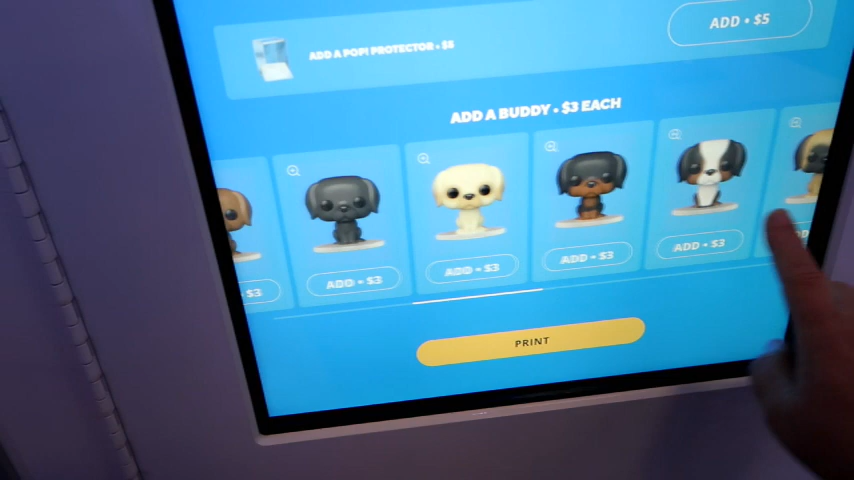 ADD • $5
ADD A POP! PROTECTOR • $5
ADD A BUDDY • $3 EACH
$3
ADD • $3
ADD • $3
ADD • $3
ADD • $3
PRINT